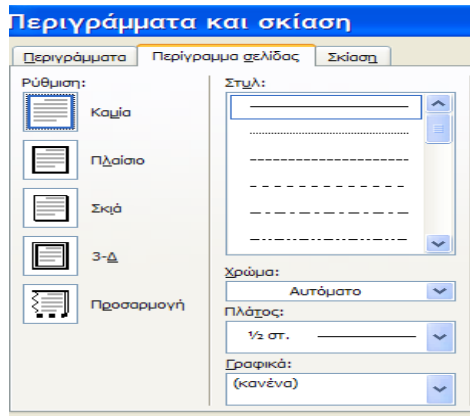 Περιγράμματα και σκίαση
Περιγράμματα Περίγραμμα σελίδας Σκίαση
Ρύθμιση:
Καμία
Πλαίσιο
Σκιά
3-Δ
Προσαρμογή
Στυλ:
Χρώμα:
Αυτόματο
Πλάτος:
½ στ.
Γραφικά:
(κανένα)